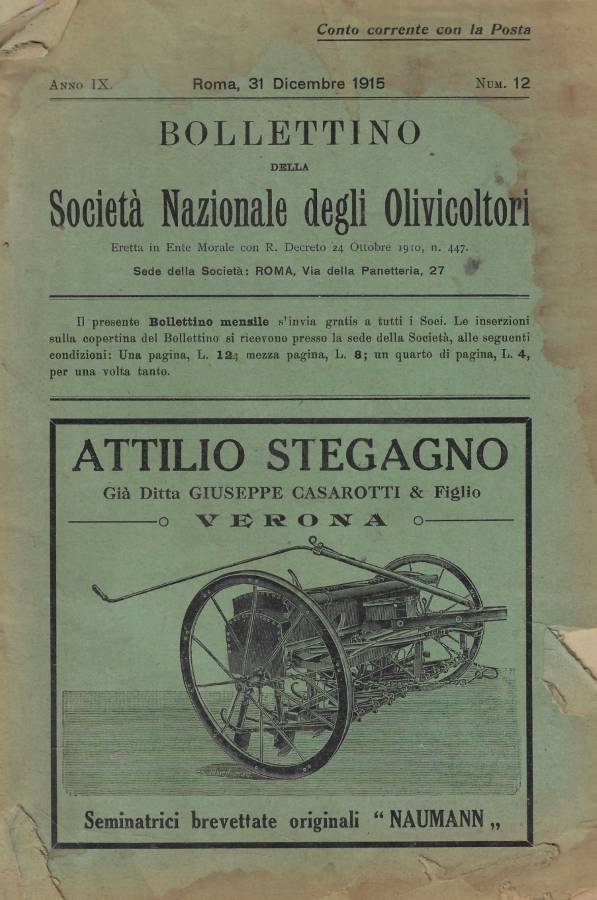 Conto corrente con la Posta
ANNO IX. Roma, 31 Dicembre 1915 NUM. 12
BOLLETTINO
DELLA
Società Nazionale degli Olivicoltori
Eretta in Ente Morale con R. Decreto 24 Ottobre 1910, n. 447.
Sede della Società: ROMA, Via della Panetteria, 27
Il presente Bollettino mensile s'invia gratis a tutti i Soci. Le inserzioni
sulla copertina del Bollettino si ricevono presso la sede della Società, alle seguenti
condizioni: Una pagina, L. 12; mezza pagina, L. 8; un quarto di pagina, L. 4,
per una volta tanto.
ATTILIO STEGAGNO
Già Ditta GIUSEPPE CASAROTTI & Figlio
VERONA
Seminatrici brevettate originali “ NAUMANN „